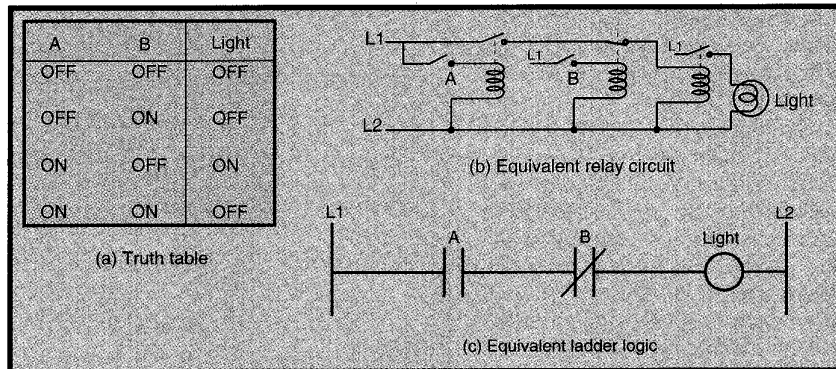 A B Light
OFF OFF OFF
OFF ON OFF
ON OFF ON
ON ON OFF
(a) Truth table
L1
L1
L1
A
B
Light
L2
(b) Equivalent relay circuit
L1
L2
A
B
Light
(c) Equivalent ladder logic